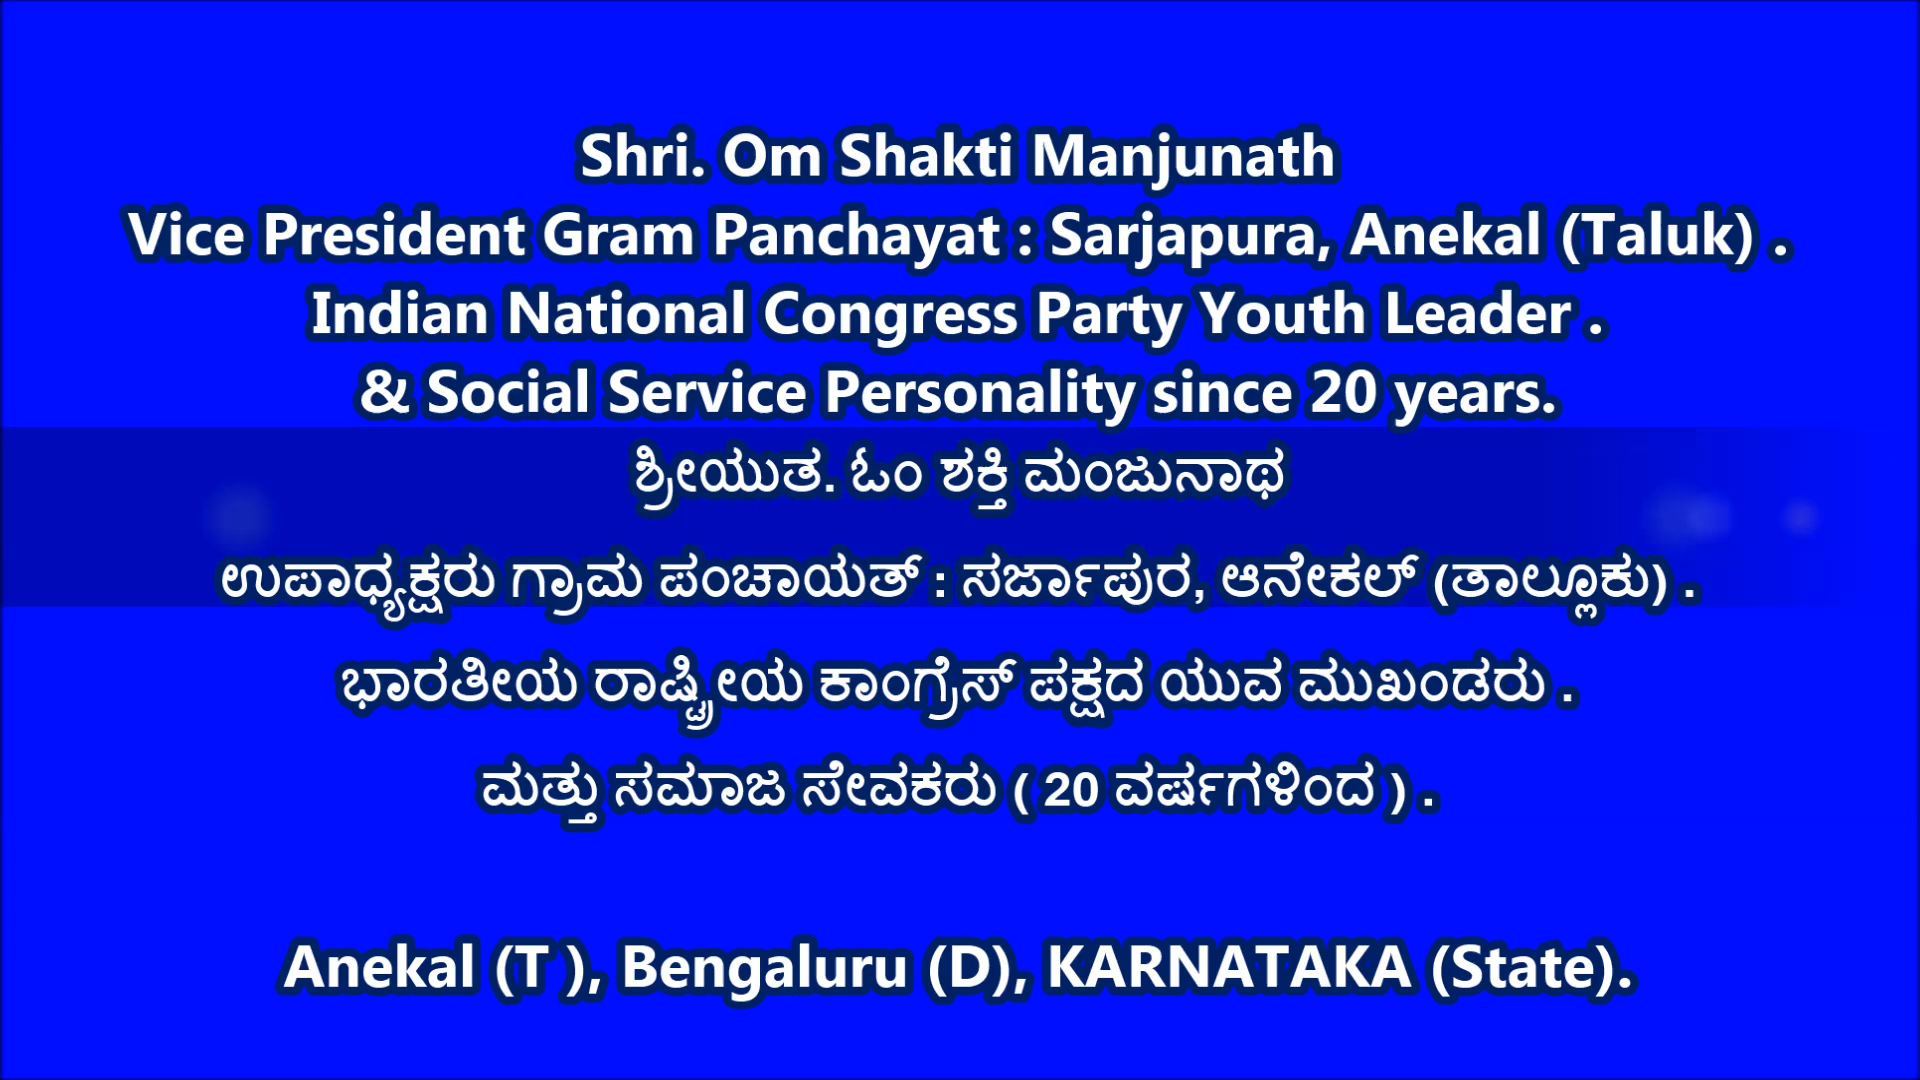 Shri. Om Shakti Manjunath
Vice President Gram Panchayat : Sarjapura, Anekal (Taluk) .
Indian National Congress Party Youth Leader .
& Social Service Personality since 20 years.
ಶ್ರೀಯುತ. ಓಂ ಶಕ್ತಿ ಮಂಜುನಾಥ
ಉಪಾಧ್ಯಕ್ಷರು ಗ್ರಾಮ ಪಂಚಾಯತ್ : ಸರ್ಜಾಪುರ, ಆನೇಕಲ್ (ತಾಲ್ಲೂಕು) .
ಭಾರತೀಯ ರಾಷ್ಟ್ರೀಯ ಕಾಂಗ್ರೆಸ್ ಪಕ್ಷದ ಯುವ ಮುಖಂಡರು .
ಮತ್ತು ಸಮಾಜ ಸೇವಕರು ( 20 ವರ್ಷಗಳಿಂದ ) .
Anekal (T ), Bengaluru (D), KARNATAKA (State).